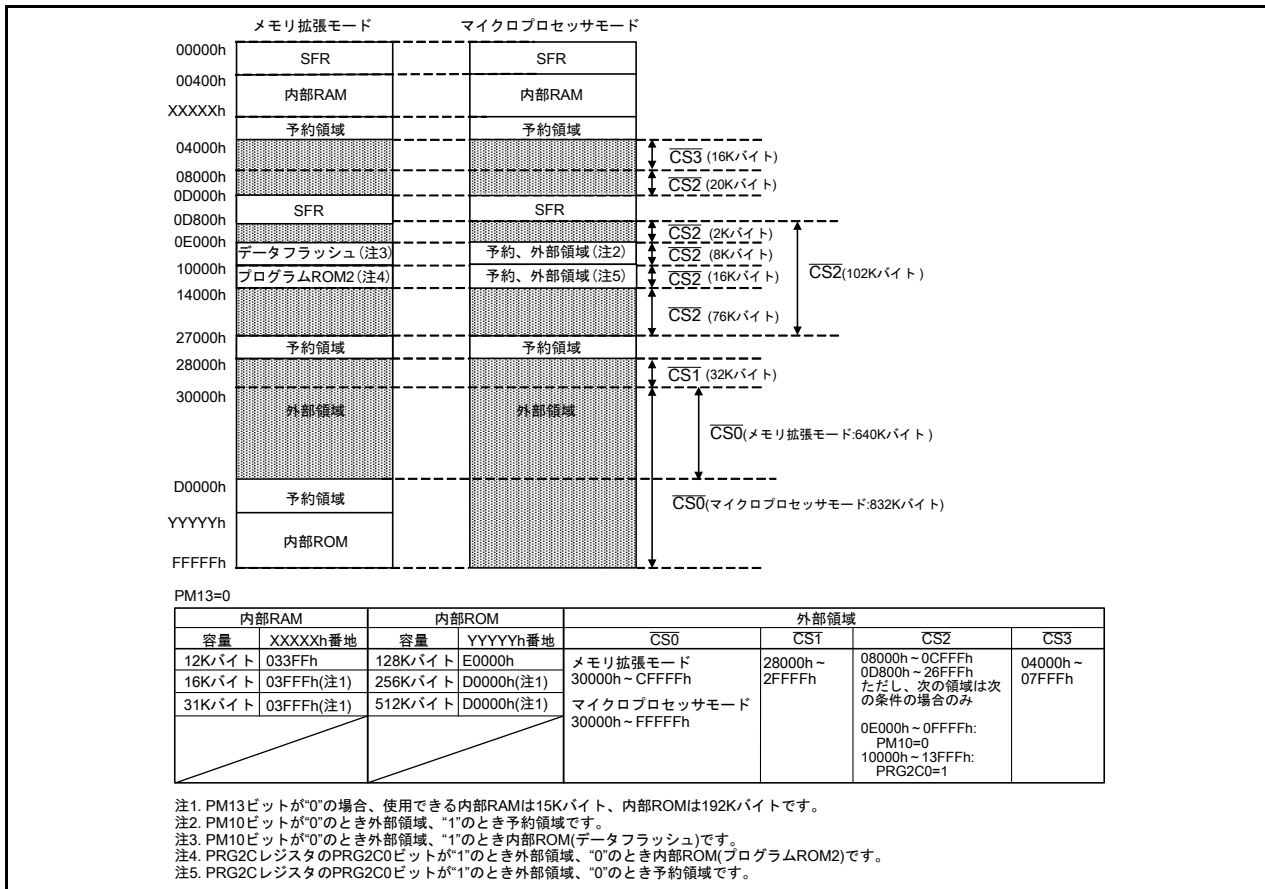 メモリ拡張モード マイクロプロセッサモード
00000h
SFR SFR
00400h
内部RAM 内部RAM
XXXXXh
予約領域 予約領域
04000h
CS3 (16Kバイト)
08000h
CS2 (20Kバイト)
0D000h
SFR SFR
0D800h
CS2 (2Kバイト)
0E000h
データフラッシュ(注3) 予約、外部領域(注2) CS2 (8Kバイト)
CS2(102Kバイト)
10000h
プログラムROM2(注4) 予約、外部領域(注5) CS2 (16Kバイト)
14000h
CS2 (76Kバイト)
27000h
予約領域 予約領域
28000h
CS1 (32Kバイト)
30000h
外部領域 外部領域
CS0(メモリ拡張モード:640Kバイト)
D0000h
予約領域
CS0(マイクロプロセッサモード:832Kバイト)
YYYYYh
内部ROM
FFFFFh
PM13=0
内部RAM 内部ROM 外部領域
容量 XXXXXh番地 容量 YYYYYh番地 CS0 CS1 CS2 CS3
12Kバイト 033FFh 128Kバイト E0000h
16Kバイト 03FFFh(注1) 256Kバイト D0000h(注1)
31Kバイト 03FFFh(注1) 512Kバイト D0000h(注1)
メモリ拡張モード
30000h~CFFFFh
マイクロプロセッサモード
30000h~FFFFFh
28000h~
2FFFFh
08000h~0CFFFh
0D800h~26FFFh
ただし、次の領域は次
の条件の場合のみ
0E000h~0FFFFh:
PM10=0
10000h~13FFFh:
PRG2C0=1
04000h~
07FFFh
注1. PM13ビットが“0”の場合、使用できる内部RAMは15Kバイト、内部ROMは192Kバイトです。
注2. PM10ビットが“0”のとき外部領域、“1”のとき予約領域です。
注3. PM10ビットが“0”のとき外部領域、“1”のとき内部ROM(データフラッシュ)です。
注4. PRG2CレジスタのPRG2C0ビットが“1”のとき外部領域、“0”のとき内部ROM(プログラムROM2)です。
注5. PRG2CレジスタのPRG2C0ビットが“1”のとき外部領域、“0”のとき予約領域です。